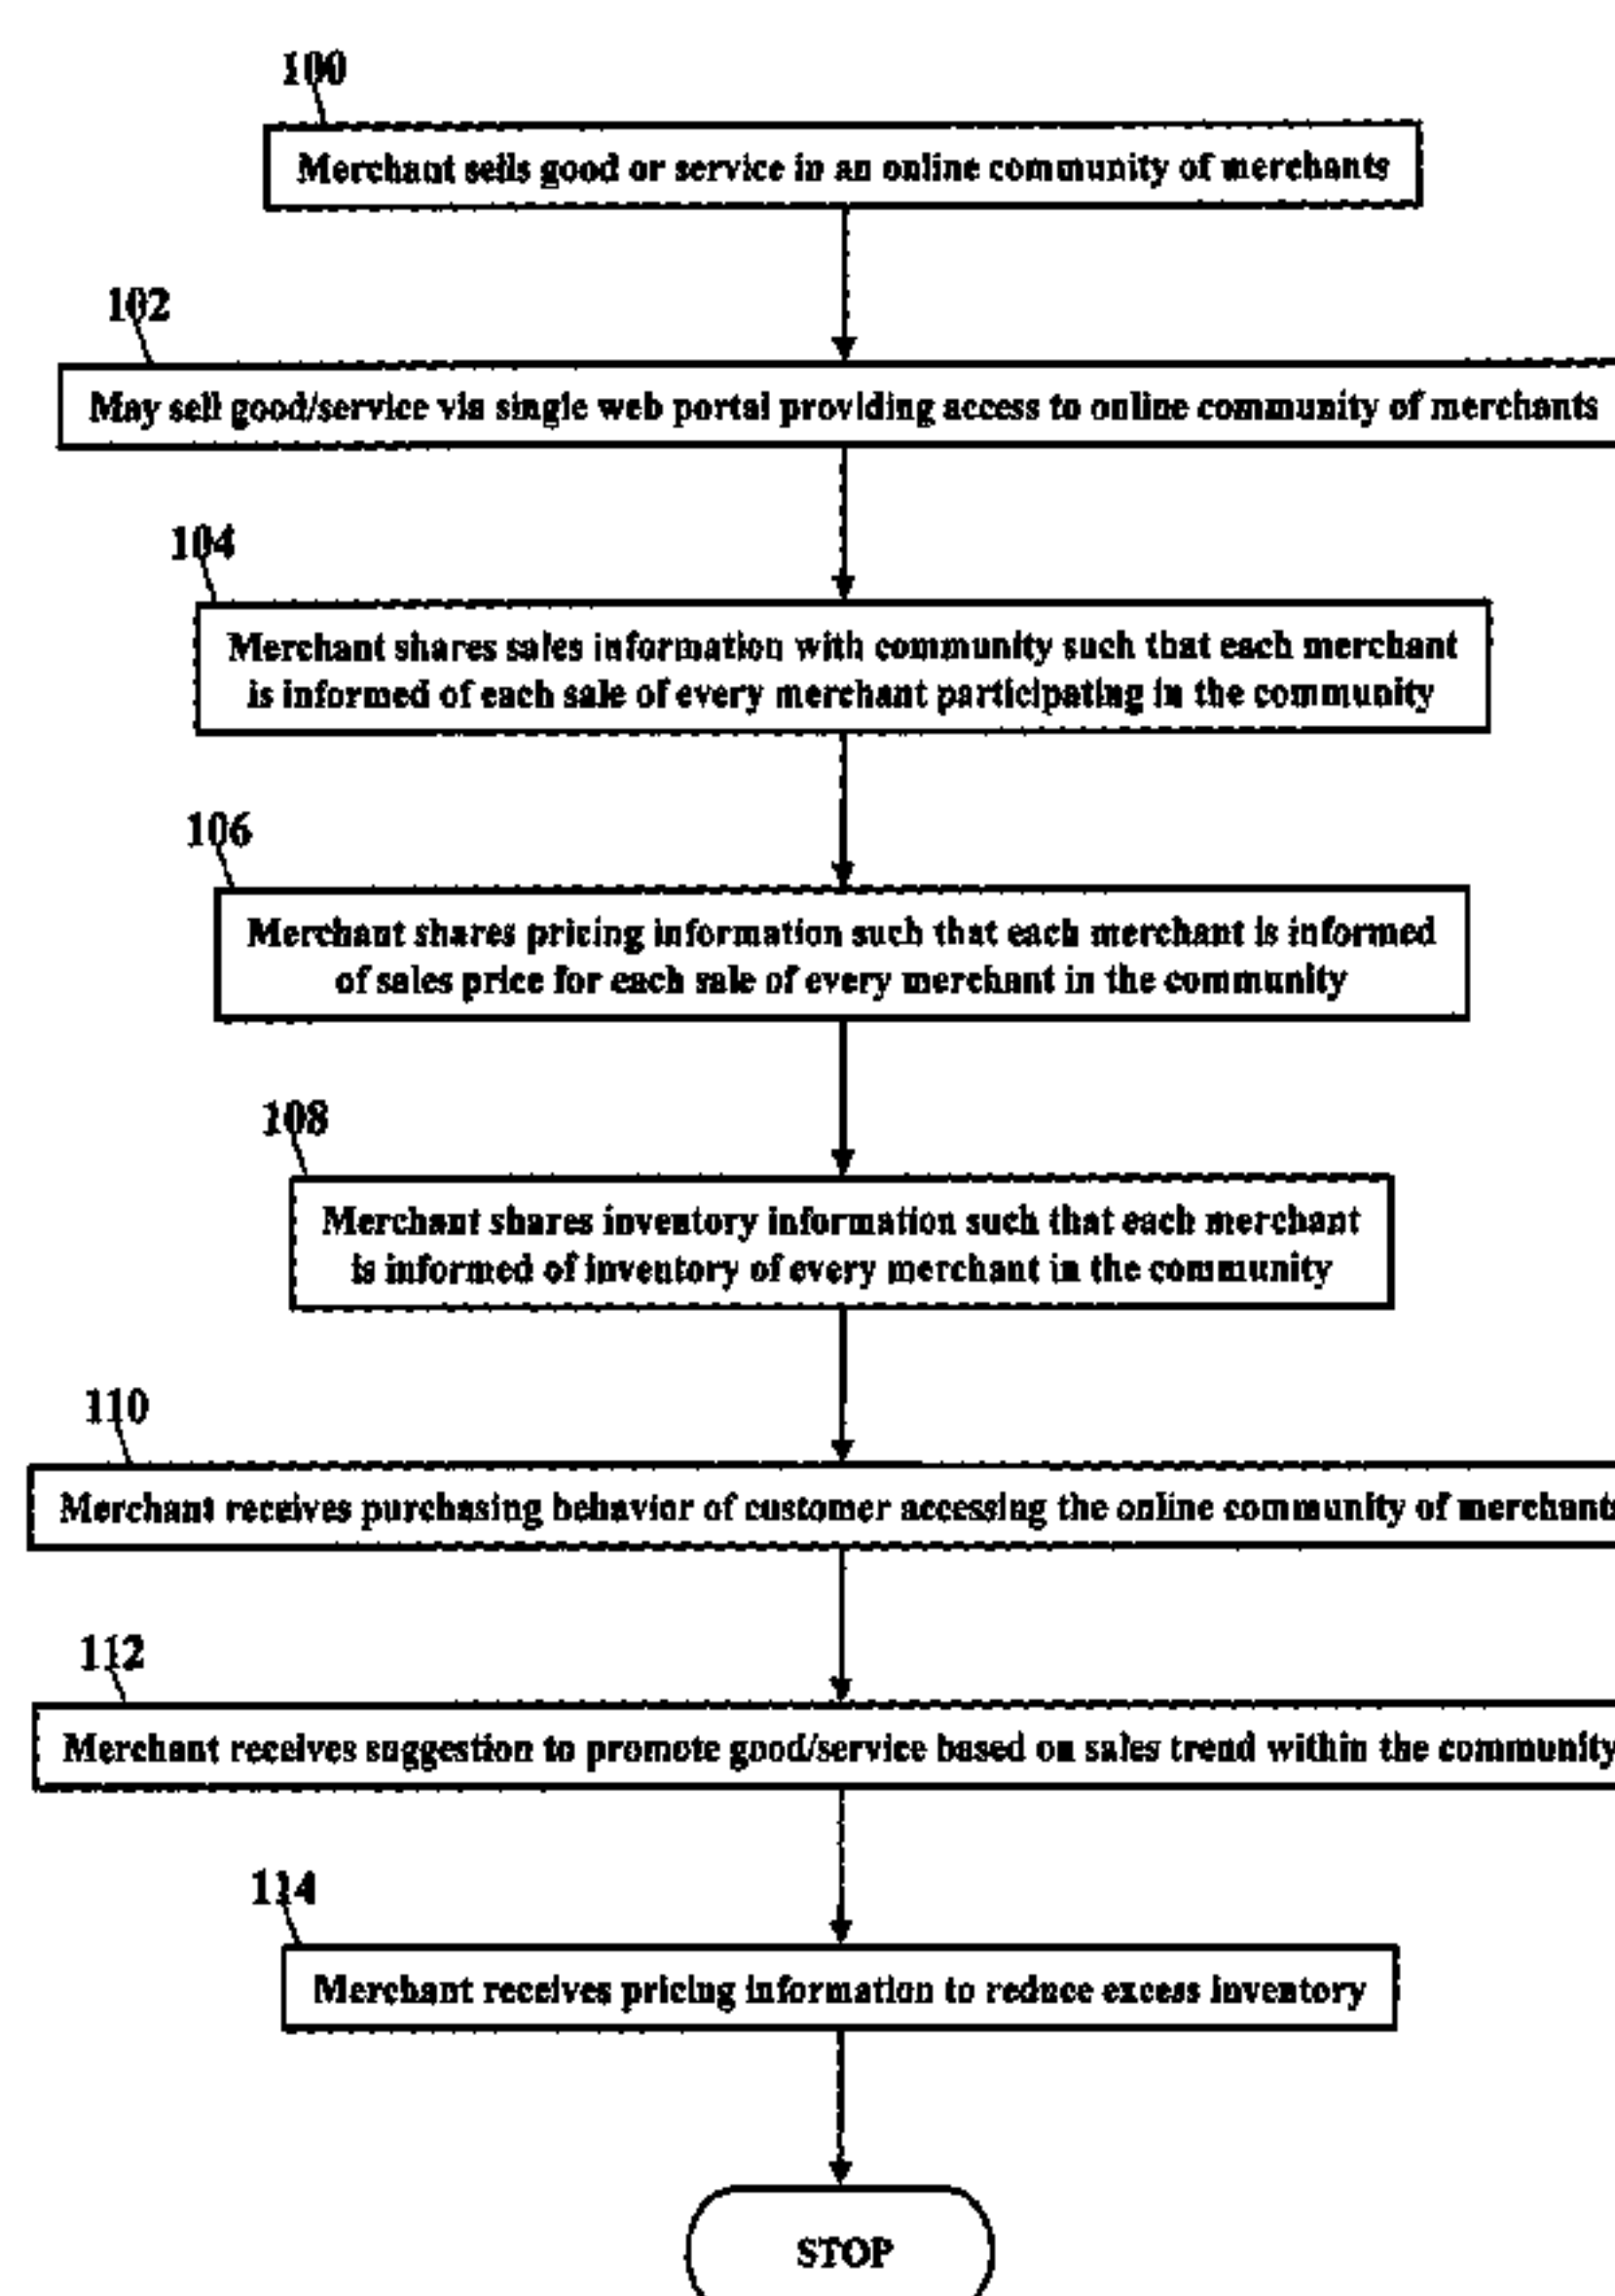 100
Merchant sells good or service in an online community of merchants
102
May sell good/service via single web portal providing access to online community of merchants
104
Merchant shares sales information with community such that each merchant
is informed of each sale of every merchant participating in the community
106
Merchant shares pricing information such that each merchant is informed
of sales price for each sale of every merchant in the community
108
Merchant shares inventory information such that each merchant
is informed of inventory of every merchant in the community
110
Merchant receives purchasing behavior of customer accessing the online community of merchants
112
Merchant receives suggestion to promote good/service based on sales trend within the community
114
Merchant receives pricing information to reduce excess inventory
STOP